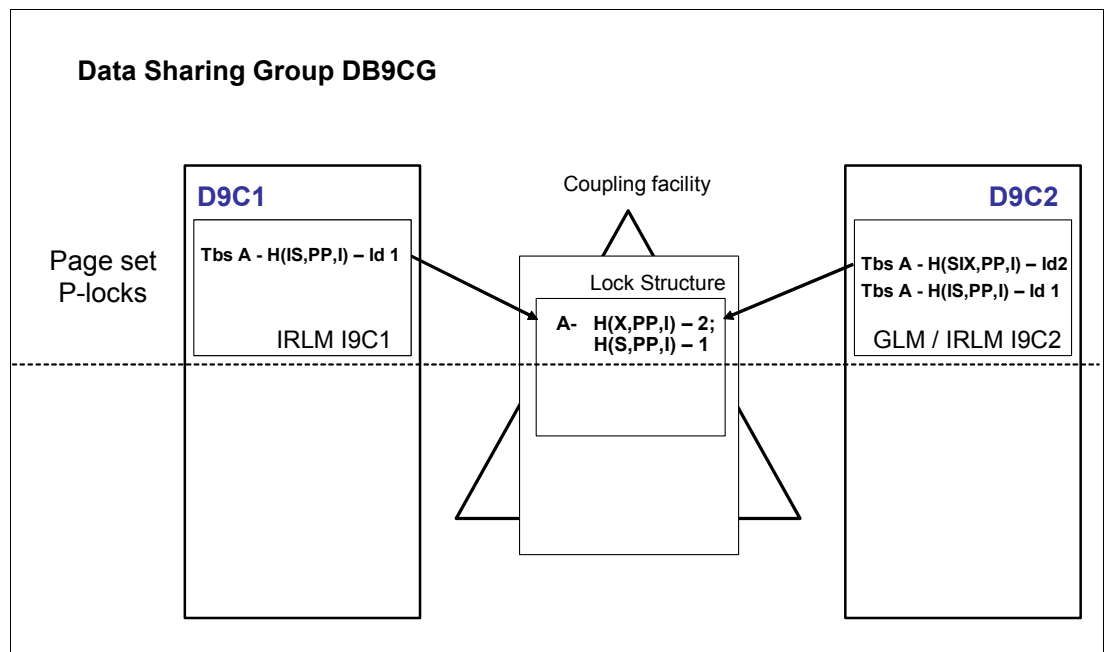 Data Sharing Group DB9CG
Coupling facility
D9C1
D9C2
Page set
P-locks
Tbs A - H(IS,PP,I) – Id 1
IRLM I9C1
Lock Structure
A- H(X,PP,I) – 2;
H(S,PP,I) – 1
Tbs A - H(SIX,PP,I) – Id2
Tbs A - H(IS,PP,I) – Id 1
GLM / IRLM I9C2